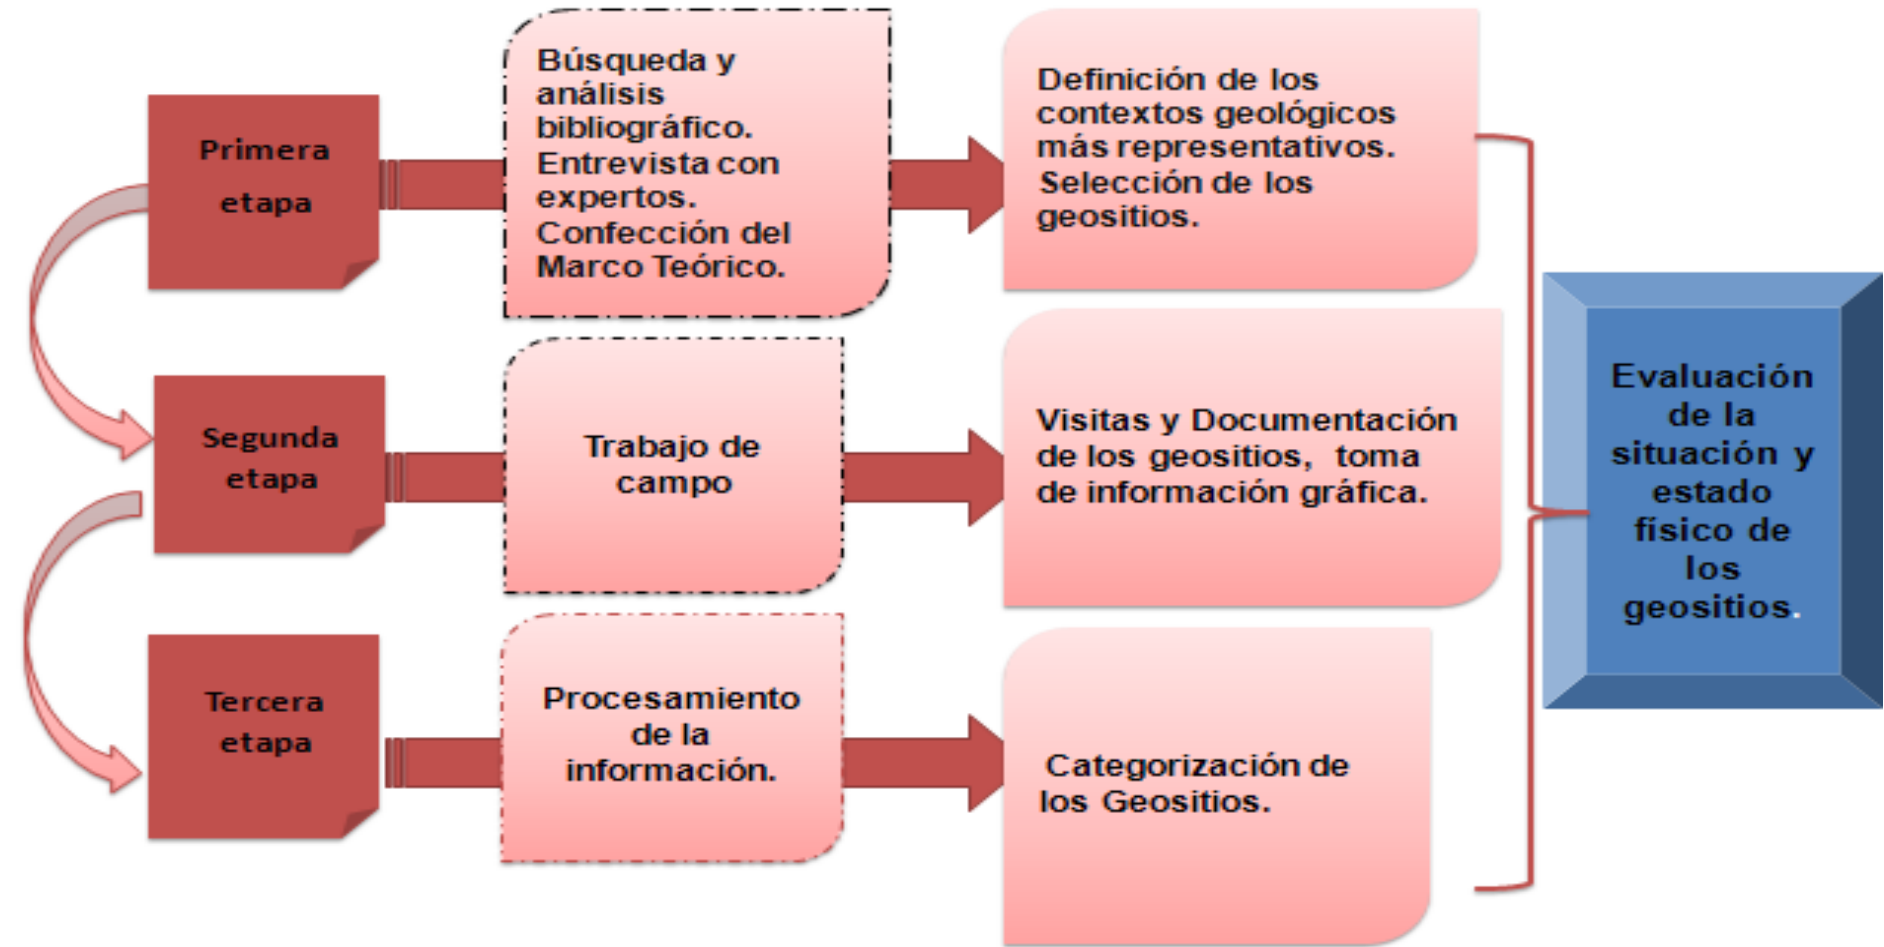 Primera
etapa
Búsqueda y
análisis
bibliográfico.
Entrevista con
expertos.
Confección del
Marco Teórico.
Definición de los
contextos geológicos
más representativos.
Selección de los
geositios.
Segunda
etapa
Trabajo de
campo
Visitas y Documentación
de los geositios, toma
de información gráfica.
Tercera
etapa
Procesamiento
de la
información.
Categorización de
los Geositios.
Evaluación
de la
situación y
estado
físico de
los
geositios.